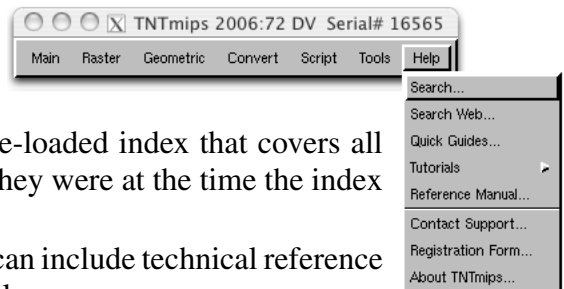 X TNTmips 2006:72 DV Serial# 16565
Main Raster Geometric Convert Script Tools Help
Search...
Search Web...
Quick Guides...
Tutorials
Reference Manual...
Contact Support...
Registration Form...
About TNTmips...
e-loaded index that covers all
hey were at the time the index
can include technical reference